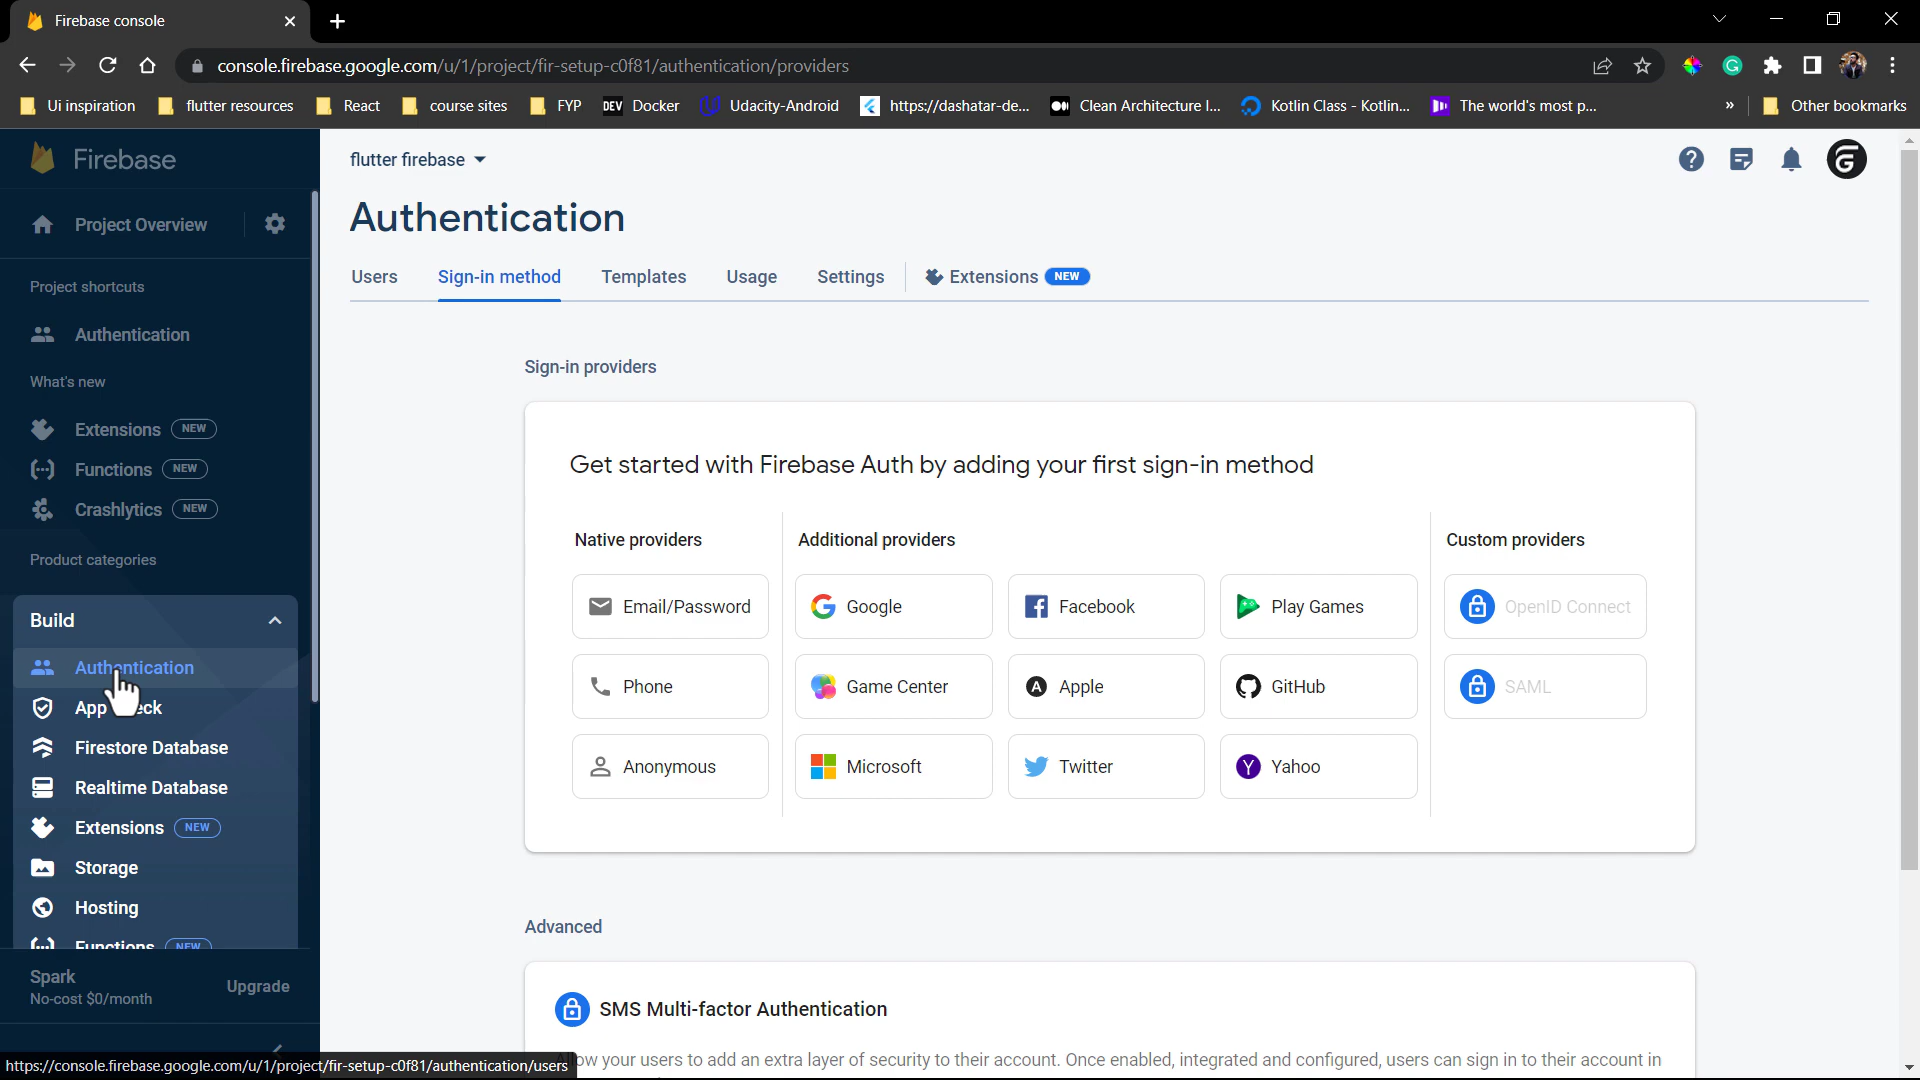 Firebase console
console.firebase.google.com/u/1/project/fir-setup-c0f81/authentication/providers
Ui inspiration
flutter resources
React
course sites
FYP
DEV Docker
Udacity-Android
https://dashatar-de...
Clean Architecture I...
Kotlin Class - Kotlin...
The world's most p...
»
Other bookmarks
Firebase
Project Overview
Project shortcuts
Authentication
What's new
Extensions NEW
Functions NEW
Crashlytics NEW
Product categories
Build
Authentication
App
Firestore Database
Realtime Database
Extensions NEW
Storage
Hosting
Functions NEW
Spark
No-cost $0/month
Upgrade
https://console.firebase.google.com/u/1/project/fir-setup-c0f81/authentication/users
flutter firebase
Authentication
Users
Sign-in method
Templates
Usage
Settings
Extensions NEW
Sign-in providers
Get started with Firebase Auth by adding your first sign-in method
Native providers
Email/Password
Phone
Anonymous
Additional providers
Google
Facebook
Play Games
Game Center
Apple
GitHub
Microsoft
Twitter
Yahoo
Custom providers
OpenID Connect
SAML
Advanced
SMS Multi-factor Authentication
your users to add an extra layer of security to their account. Once enabled, integrated and configured, users can sign in to their account in